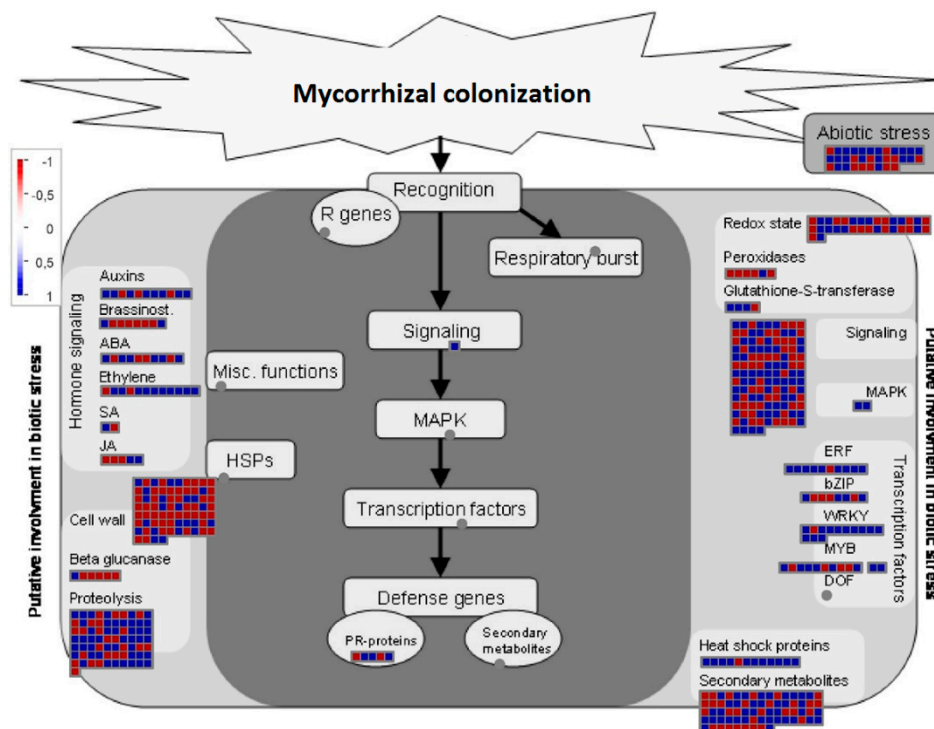 Mycorrhizal colonization
Abiotic stress
-1
-0,5
0
0,5
1
Recognition
R genes
Respiratory burst
Signaling
Misc. functions
MAPK
HSPs
Transcription factors
Defense genes
PR-proteins
Secondary
metabolites
Putative involvment in biotic stress
Hormone signaling
Auxins
Brassinost.
ABA
Ethylene
SA
JA
Cell wall
Beta glucanase
Proteolysis
Redox state
Peroxidases
Glutathione-S-transferase
Signaling
MAPK
ERF
bZIP
WRKY
MYB
DOF
Transcription factors
Heat shock proteins
Secondary metabolites
Putative involvment in biotic stress